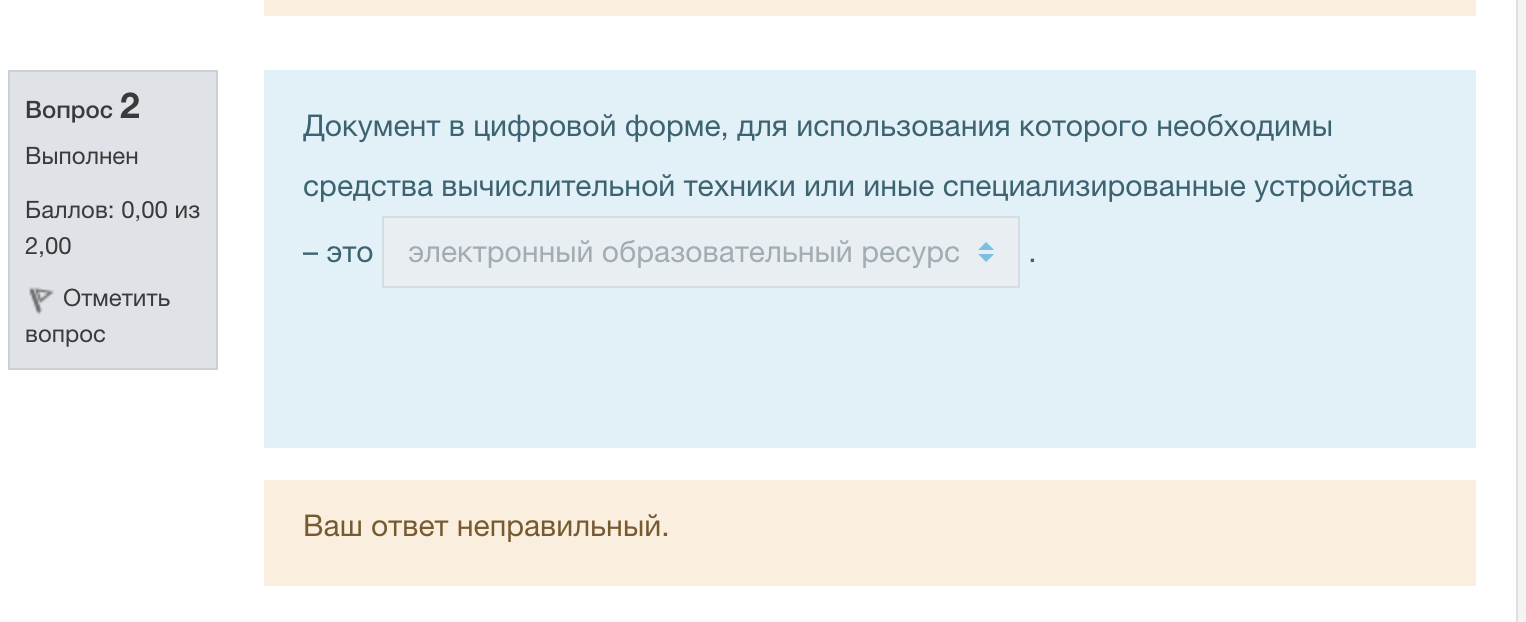 Вопрос 2
Выполнен
Баллов: 0,00 из
2,00
Отметить
вопрос
Документ в цифровой форме, для использования которого необходимы
средства вычислительной техники или иные специализированные устройства
– это электронный образовательный ресурс .
Ваш ответ неправильный.